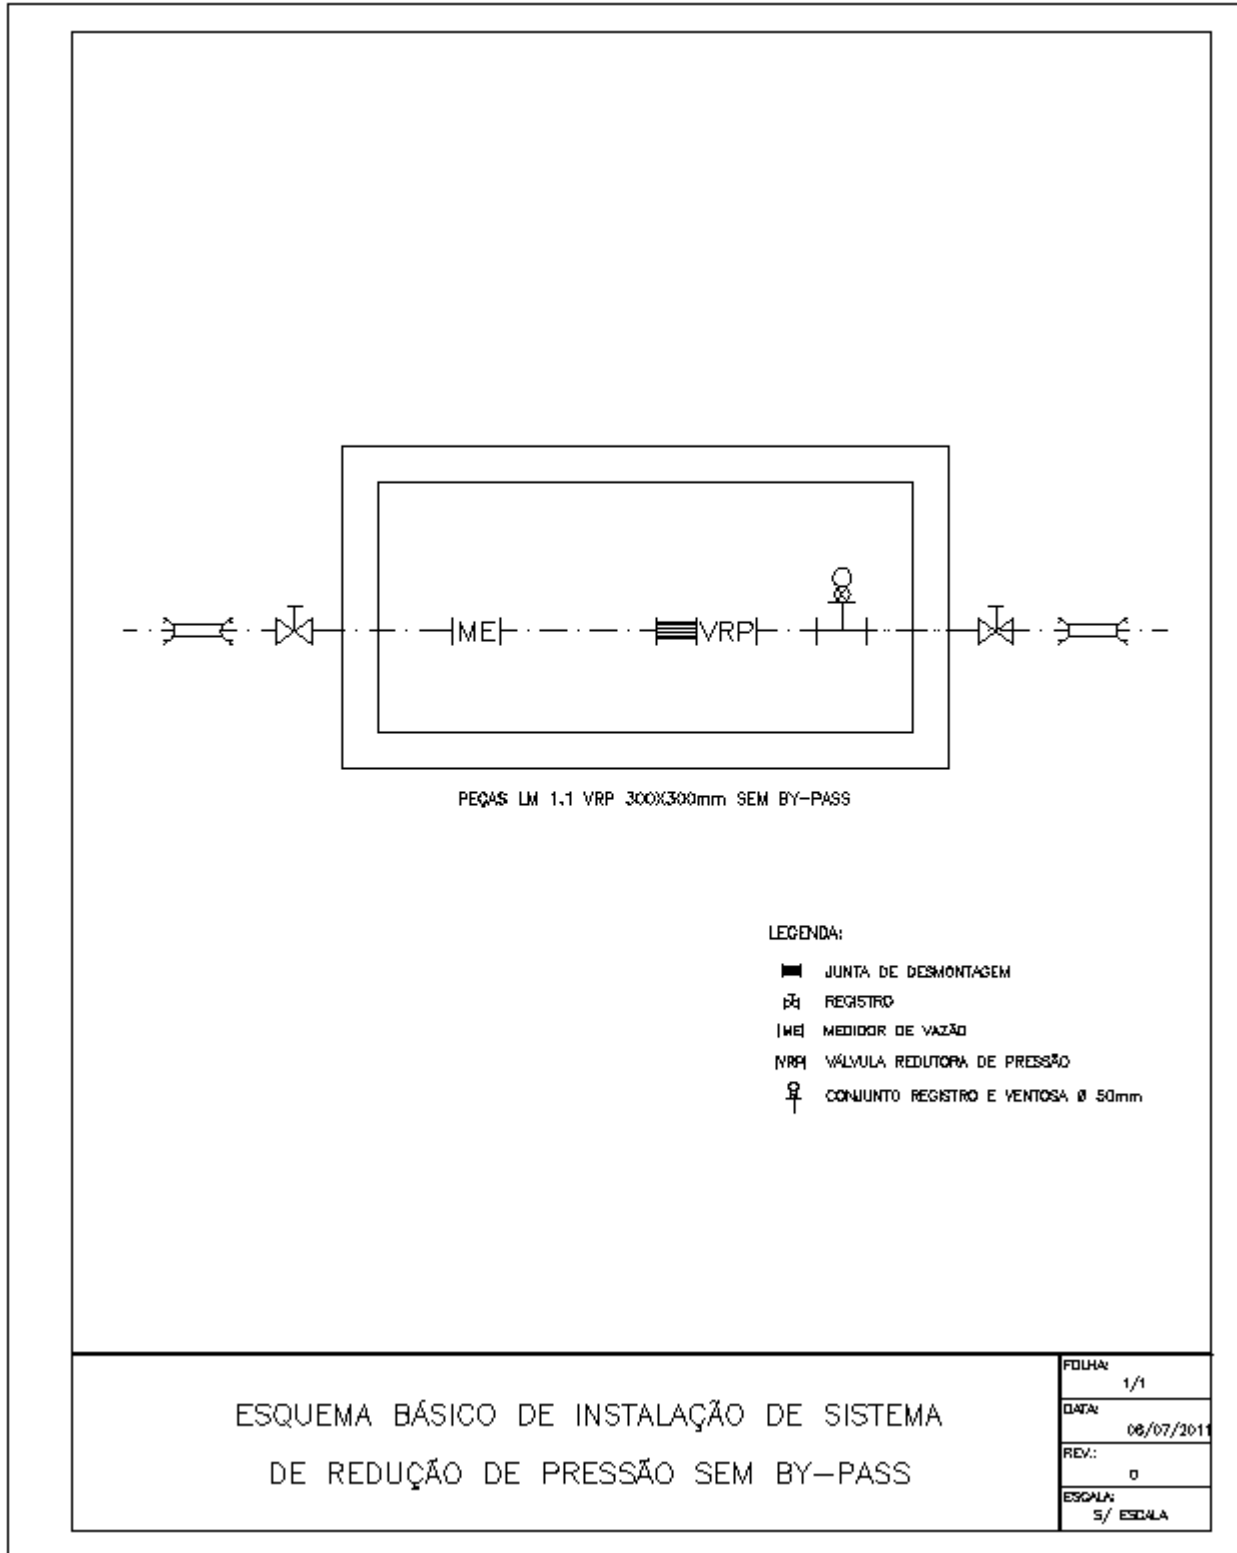 ME
VRP
PEÇAS LM 1.1 VRP 300X300mm SEM BY-PASS
LEGENDA:
JUNTA DE DESMONTAGEM
REGISTRO
ME MEDIDOR DE VAZÃO
VRP VÁLVULA REDUTORA DE PRESSÃO
CONJUNTO REGISTRO E VENTOSA Ø 50mm
ESQUEMA BÁSICO DE INSTALAÇÃO DE SISTEMA
DE REDUÇÃO DE PRESSÃO SEM BY-PASS
FOLHA:
1/1
DATA:
06/07/2011
REV.:
0
ESCALA:
S/ ESCALA